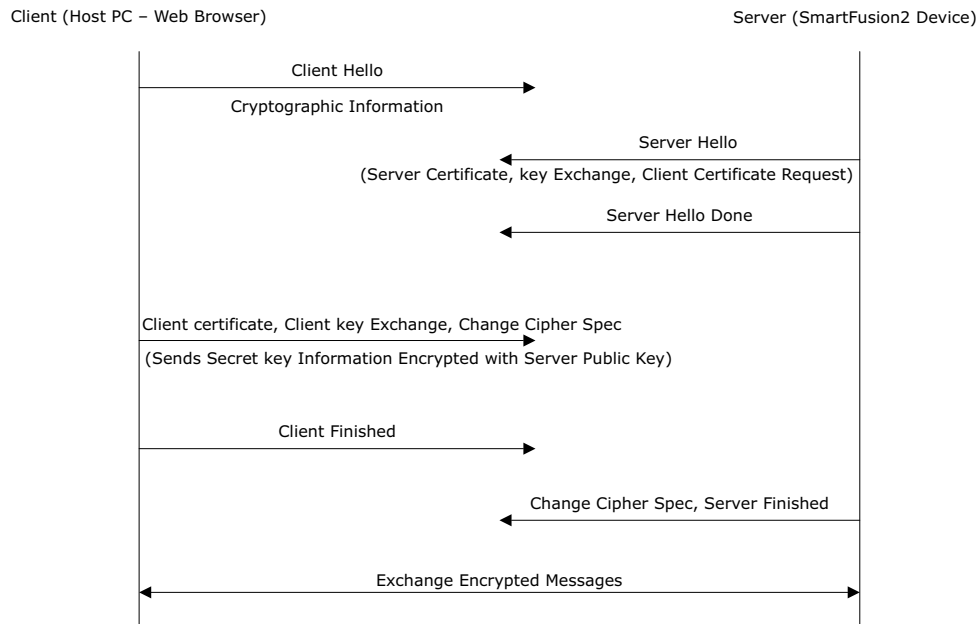 Client (Host PC – Web Browser)
Server (SmartFusion2 Device)
Client Hello
Cryptographic Information
Server Hello
(Server Certificate, key Exchange, Client Certificate Request)
Server Hello Done
Client certificate, Client key Exchange, Change Cipher Spec
(Sends Secret key Information Encrypted with Server Public Key)
Client Finished
Change Cipher Spec, Server Finished
Exchange Encrypted Messages